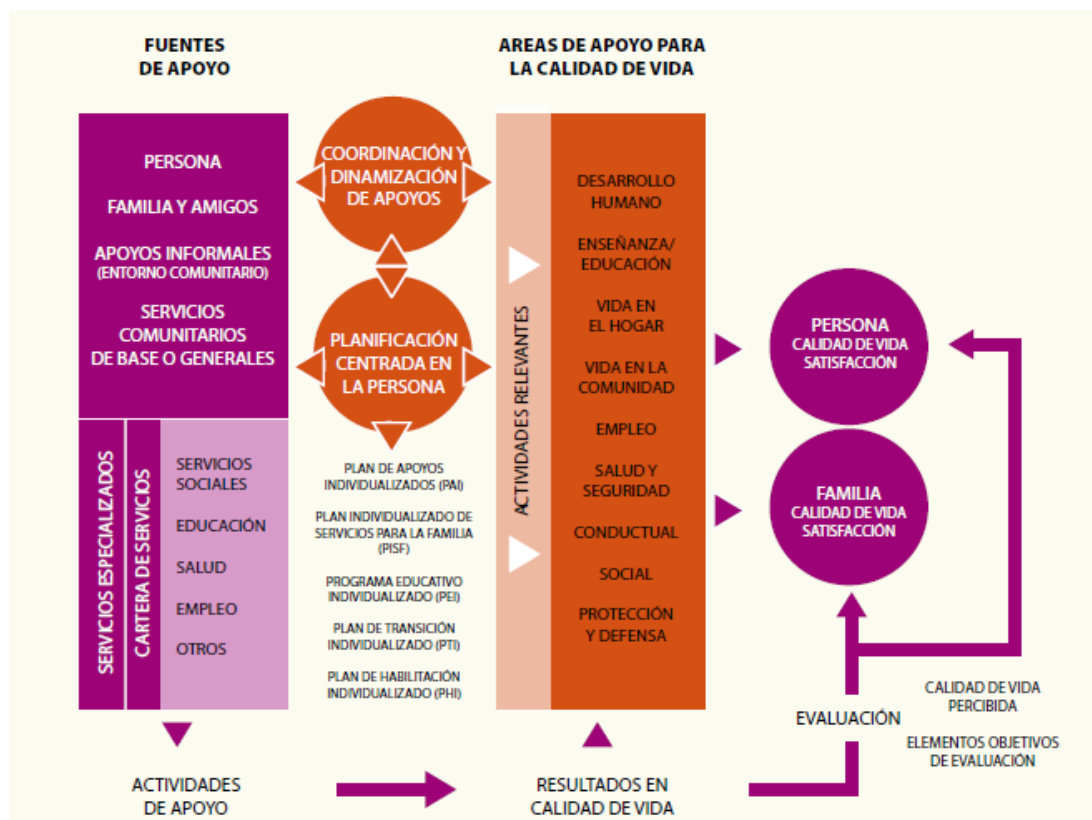 FUENTES
DE APOYO
AREAS DE APOYO PARA
LA CALIDAD DE VIDA
PERSONA
FAMILIA Y AMIGOS
APOYOS INFORMALES
(ENTORNO COMUNITARIO)
SERVICIOS
COMUNITARIOS
DE BASE O GENERALES
SERVICIOS ESPECIALIZADOS
CARTERA DE SERVICIOS
SERVICIOS
SOCIALES
EDUCACIÓN
SALUD
EMPLEO
OTROS
COORDINACIÓN Y
DINAMIZACIÓN
DE APOYOS
PLANIFICACIÓN
CENTRADA EN
LA PERSONA
PLAN DE APOYOS
INDIVIDUALIZADOS (PAI)
PLAN INDIVIDUALIZADO DE
SERVICIOS PARA LA FAMILIA
(PISF)
PROGRAMA EDUCATIVO
INDIVIDUALIZADO (PEI)
PLAN DE TRANSICIÓN
INDIVIDUALIZADO (PTI)
PLAN DE HABILITACIÓN
INDIVIDUALIZADO (PHI)
ACTIVIDADES RELEVANTES
DESARROLLO
HUMANO
ENSEÑANZA/
EDUCACIÓN
VIDA EN
EL HOGAR
VIDA EN LA
COMUNIDAD
EMPLEO
SALUD Y
SEGURIDAD
CONDUCTUAL
SOCIAL
PROTECCIÓN
Y DEFENSA
PERSONA
CALIDAD DE VIDA
SATISFACCIÓN
FAMILIA
CALIDAD DE VIDA
SATISFACCIÓN
EVALUACIÓN
CALIDAD DE VIDA
PERCIBIDA
ELEMENTOS OBJETIVOS
DE EVALUACIÓN
ACTIVIDADES
DE APOYO
RESULTADOS EN
CALIDAD DE VIDA